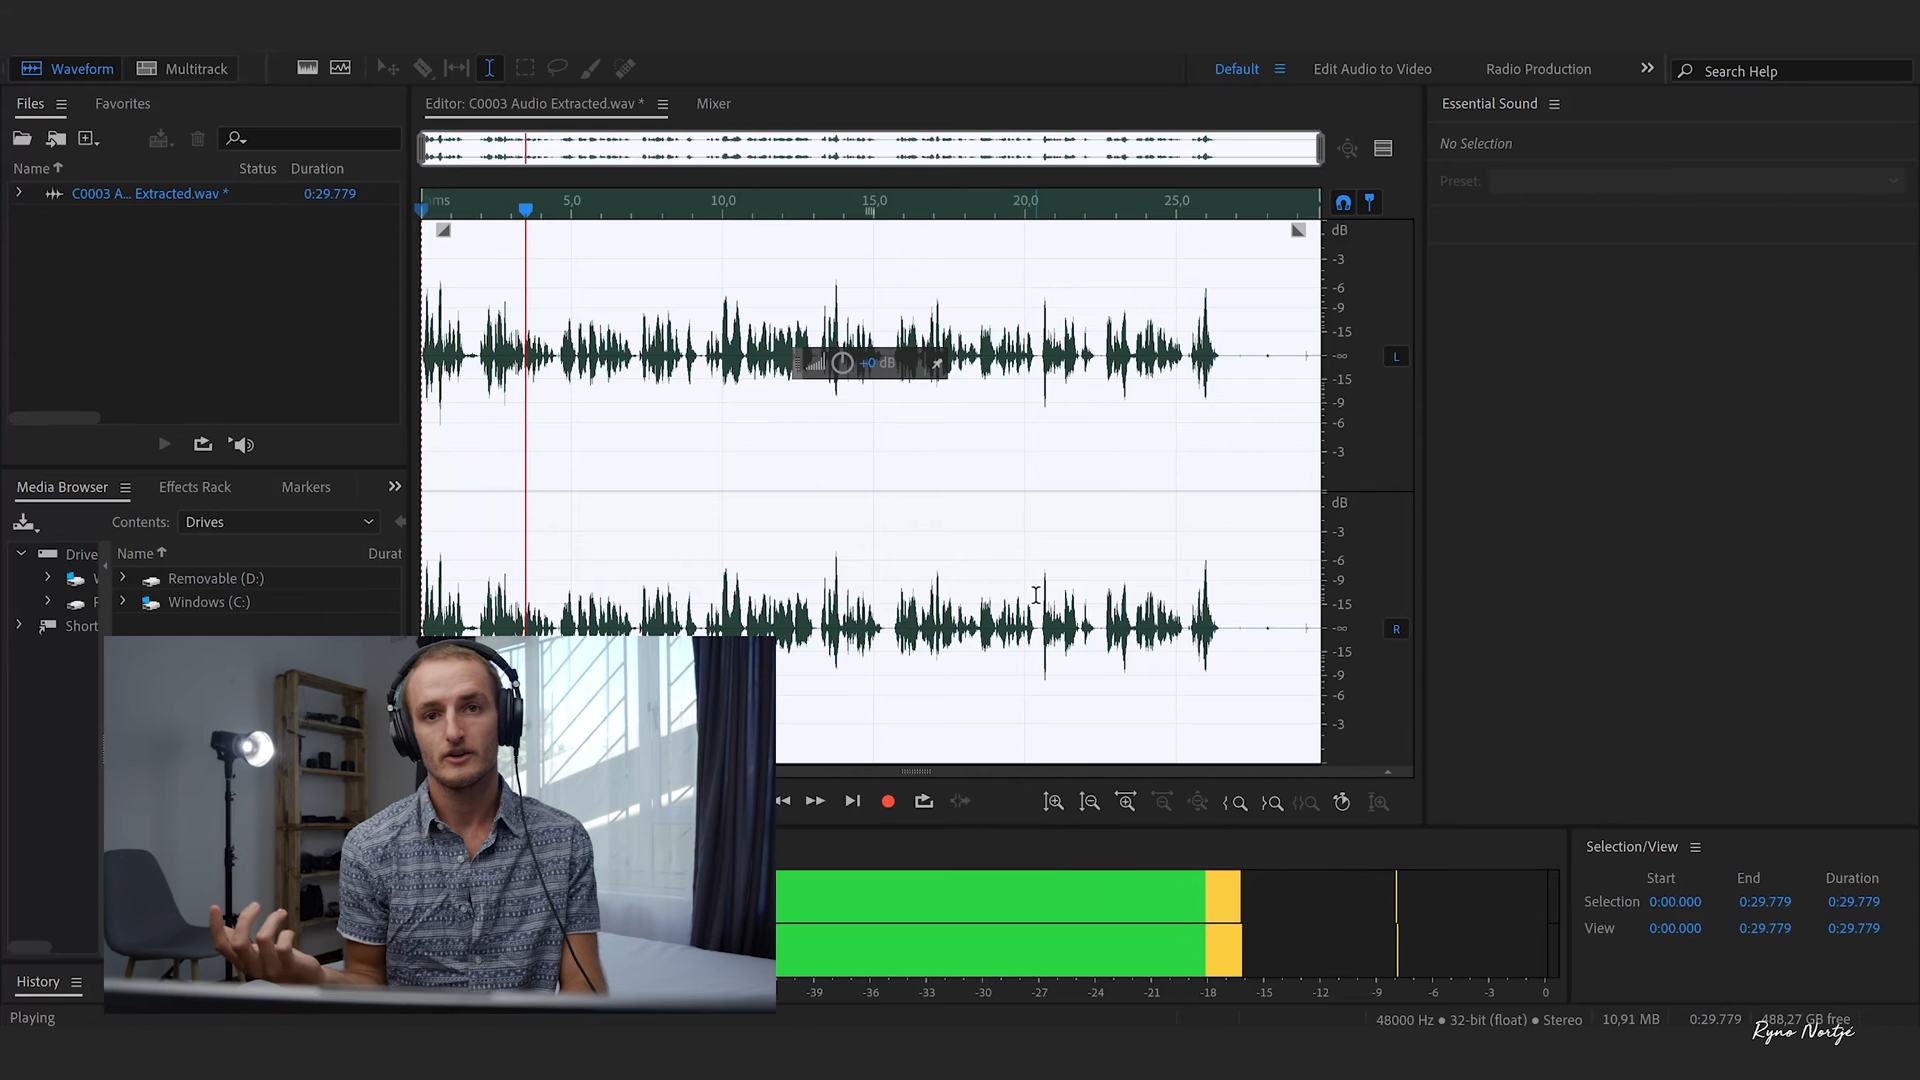 Waveform Multitrack Default Edit Audio to Video Radio Production Search Help
Files Favorites Editor: C0003 Audio Extracted.wav * Mixer Essential Sound
No Selection
Name Status Duration
Preset:
C0003 A... Extracted.wav * 0:29.779
ms 5,0 10,0 15,0 20,0 25,0
dB
-3
-6
-9
-15
-∞
L
-15
-9
-6
-3
+0 dB
Media Browser Effects Rack Markers
dB
Contents: Drives
-3
Drive Name Durat
-6
Removable (D:)
-9
Windows (C:)
-15
Short
-∞
R
-15
-9
-6
-3
Selection/View
Start End Duration
Selection 0:00.000 0:29.779 0:29.779
View 0:00.000 0:29.779 0:29.779
History
-39 -36 -33 -30 -27 -24 -21 -18 -15 -12 -9 -6 -3 0
Playing
48000 Hz ● 32-bit (float) ● Stereo 10,91 MB 0:29.779 488,27 GB free
Ryno Nortjé